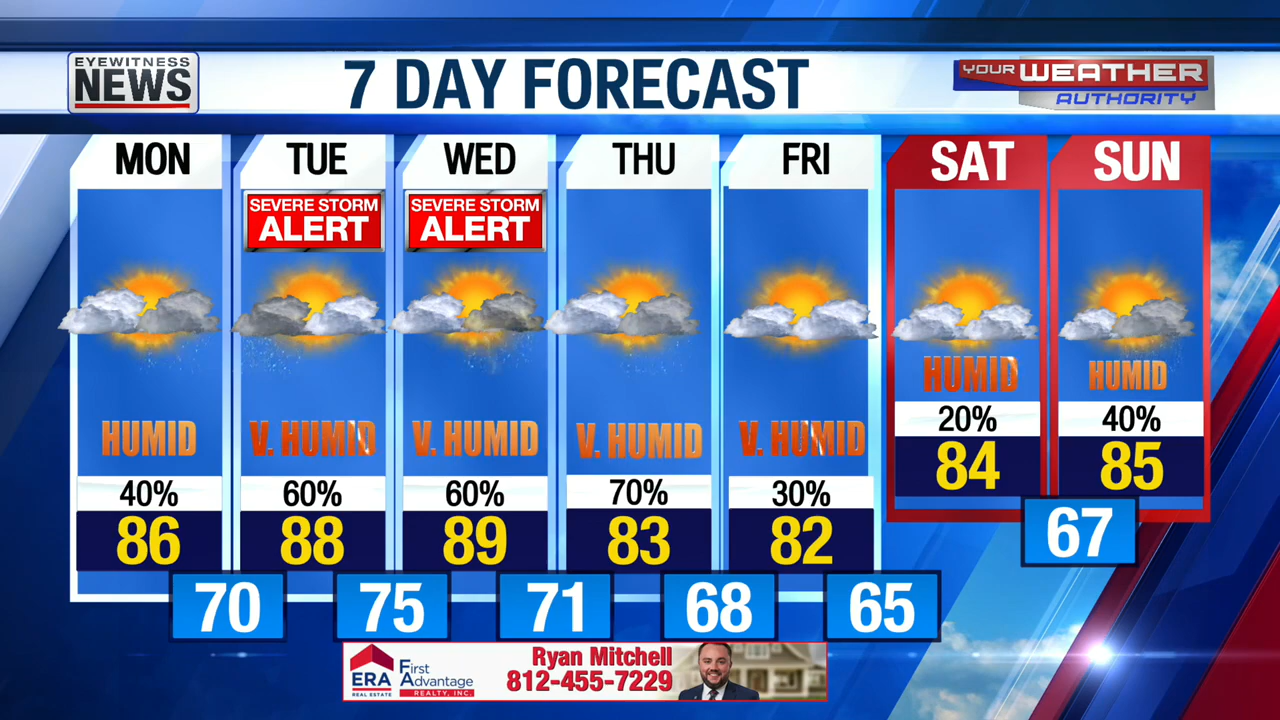 EYEWITNESS
NEWS
7 DAY FORECAST
YOUR WEATHER
AUTHORITY
MON
TUE
WED
THU
FRI
SAT
SUN
SEVERE STORM
ALERT
SEVERE STORM
ALERT
HUMID
V. HUMID
V. HUMID
V. HUMID
V. HUMID
HUMID
HUMID
40%
60%
60%
70%
30%
20%
40%
86
88
89
83
82
84
85
70
75
71
68
65
67
ERA
REAL ESTATE
First
Advantage
REALTY, INC.
Ryan Mitchell
812-455-7229